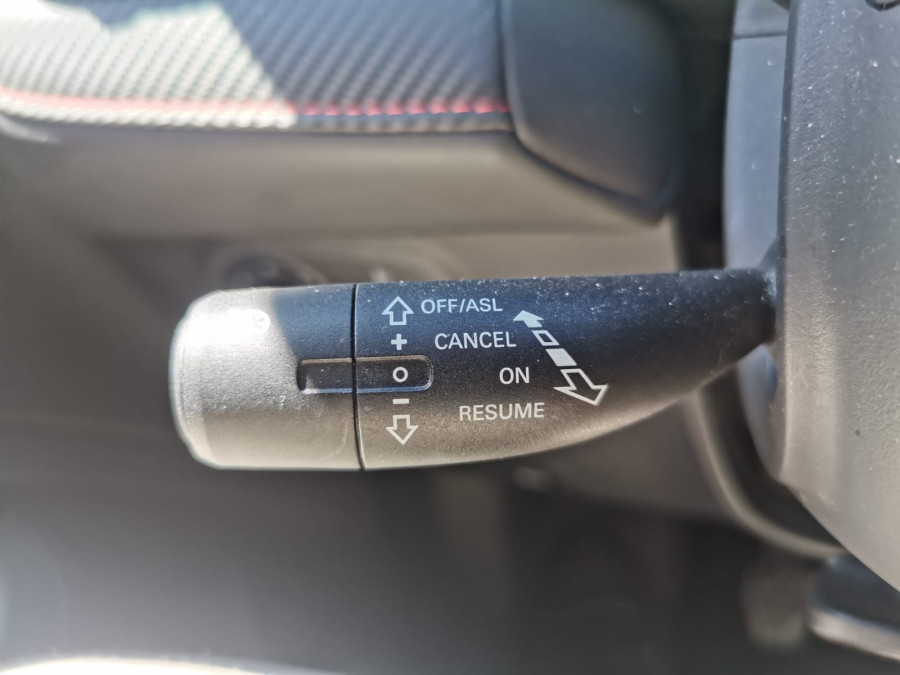 OFF/ASL
+ CANCEL
O ON
- RESUME